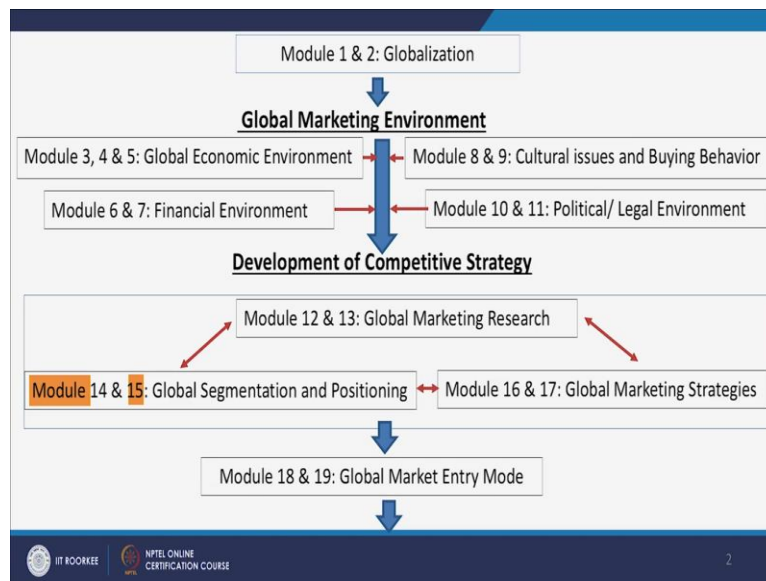 Module 1 & 2: Globalization
Global Marketing Environment
Module 3, 4 & 5: Global Economic Environment
Module 8 & 9: Cultural issues and Buying Behavior
Module 6 & 7: Financial Environment
Module 10 & 11: Political/ Legal Environment
Development of Competitive Strategy
Module 12 & 13: Global Marketing Research
Module 14 & 15: Global Segmentation and Positioning
Module 16 & 17: Global Marketing Strategies
Module 18 & 19: Global Market Entry Mode
IIT ROORKEE
NPTEL ONLINE
CERTIFICATION COURSE
2